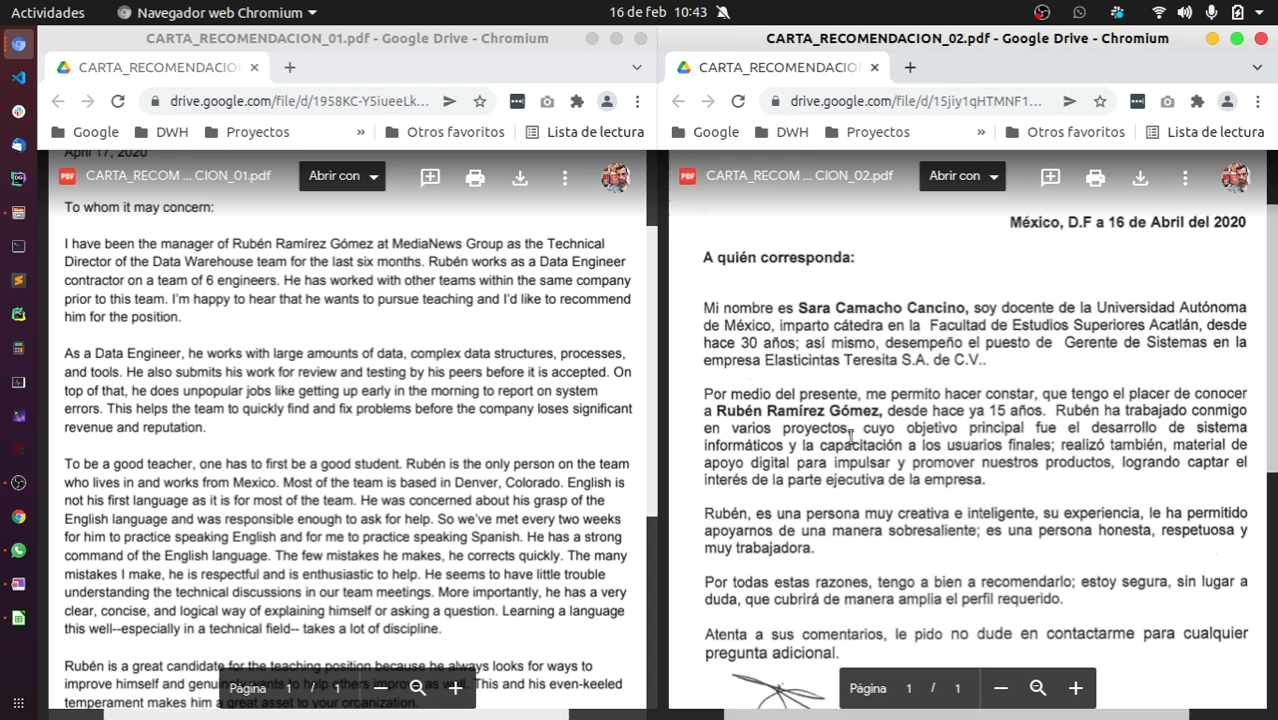 Actividades
Navegador web Chromium
16 de feb 10:43
CARTA_RECOMENDACION_01.pdf - Google Drive - Chromium
CARTA_RECOMENDACIO
drive.google.com/file/d/1958KC-Y5iueeLk...
Google DWH Proyectos » Otros favoritos Lista de lectura
April 17, 2020
PDF CARTA_RECOM ... CION_01.pdf Abrir con
To whom it may concern:
I have been the manager of Rubén Ramírez Gómez at MediaNews Group as the Technical
Director of the Data Warehouse team for the last six months. Rubén works as a Data Engineer
contractor on a team of 6 engineers. He has worked with other teams within the same company
prior to this team. I'm happy to hear that he wants to pursue teaching and I'd like to recommend
him for the position.
As a Data Engineer, he works with large amounts of data, complex data structures, processes,
and tools. He also submits his work for review and testing by his peers before it is accepted. On
top of that, he does unpopular jobs like getting up early in the morning to report on system
errors. This helps the team to quickly find and fix problems before the company loses significant
revenue and reputation.
To be a good teacher, one has to first be a good student. Rubén is the only person on the team
who lives in and works from Mexico. Most of the team is based in Denver, Colorado. English is
not his first language as it is for most of the team. He was concerned about his grasp of the
English language and was responsible enough to ask for help. So we've met every two weeks
for him to practice speaking English and for me to practice speaking Spanish. He has a strong
command of the English language. The few mistakes he makes, he corrects quickly. The many
mistakes I make, he is respectful and is enthusiastic to help. He seems to have little trouble
understanding the technical discussions in our team meetings. More importantly, he has a very
clear, concise, and logical way of explaining himself or asking a question. Learning a language
this well--especially in a technical field-- takes a lot of discipline.
Rubén is a great candidate for the teaching position because he always looks for ways to
improve himself and genuinely wants to help others improve as well. This and his even-keeled
temperament makes him a great asset to your organization.
Página 1 / 1
CARTA_RECOMENDACION_02.pdf - Google Drive - Chromium
CARTA_RECOMENDACIO
drive.google.com/file/d/15jiy1qHTMNF1...
Google DWH Proyectos » Otros favoritos Lista de lectura
PDF CARTA_RECOM ... CION_02.pdf Abrir con
México, D.F a 16 de Abril del 2020
A quién corresponda:
Mi nombre es Sara Camacho Cancino, soy docente de la Universidad Autónoma
de México, imparto cátedra en la Facultad de Estudios Superiores Acatlán, desde
hace 30 años; así mismo, desempeño el puesto de Gerente de Sistemas en la
empresa Elasticintas Teresita S.A. de C.V..
Por medio del presente, me permito hacer constar, que tengo el placer de conocer
a Rubén Ramírez Gómez, desde hace ya 15 años. Rubén ha trabajado conmigo
en varios proyectos, cuyo objetivo principal fue el desarrollo de sistema
informáticos y la capacitación a los usuarios finales; realizó también, material de
apoyo digital para impulsar y promover nuestros productos, logrando captar el
interés de la parte ejecutiva de la empresa.
Rubén, es una persona muy creativa e inteligente, su experiencia, le ha permitido
apoyarnos de una manera sobresaliente; es una persona honesta, respetuosa y
muy trabajadora.
Por todas estas razones, tengo a bien a recomendarlo; estoy segura, sin lugar a
duda, que cubrirá de manera amplia el perfil requerido.
Atenta a sus comentarios, le pido no dude en contactarme para cualquier
pregunta adicional.
Página 1 / 1